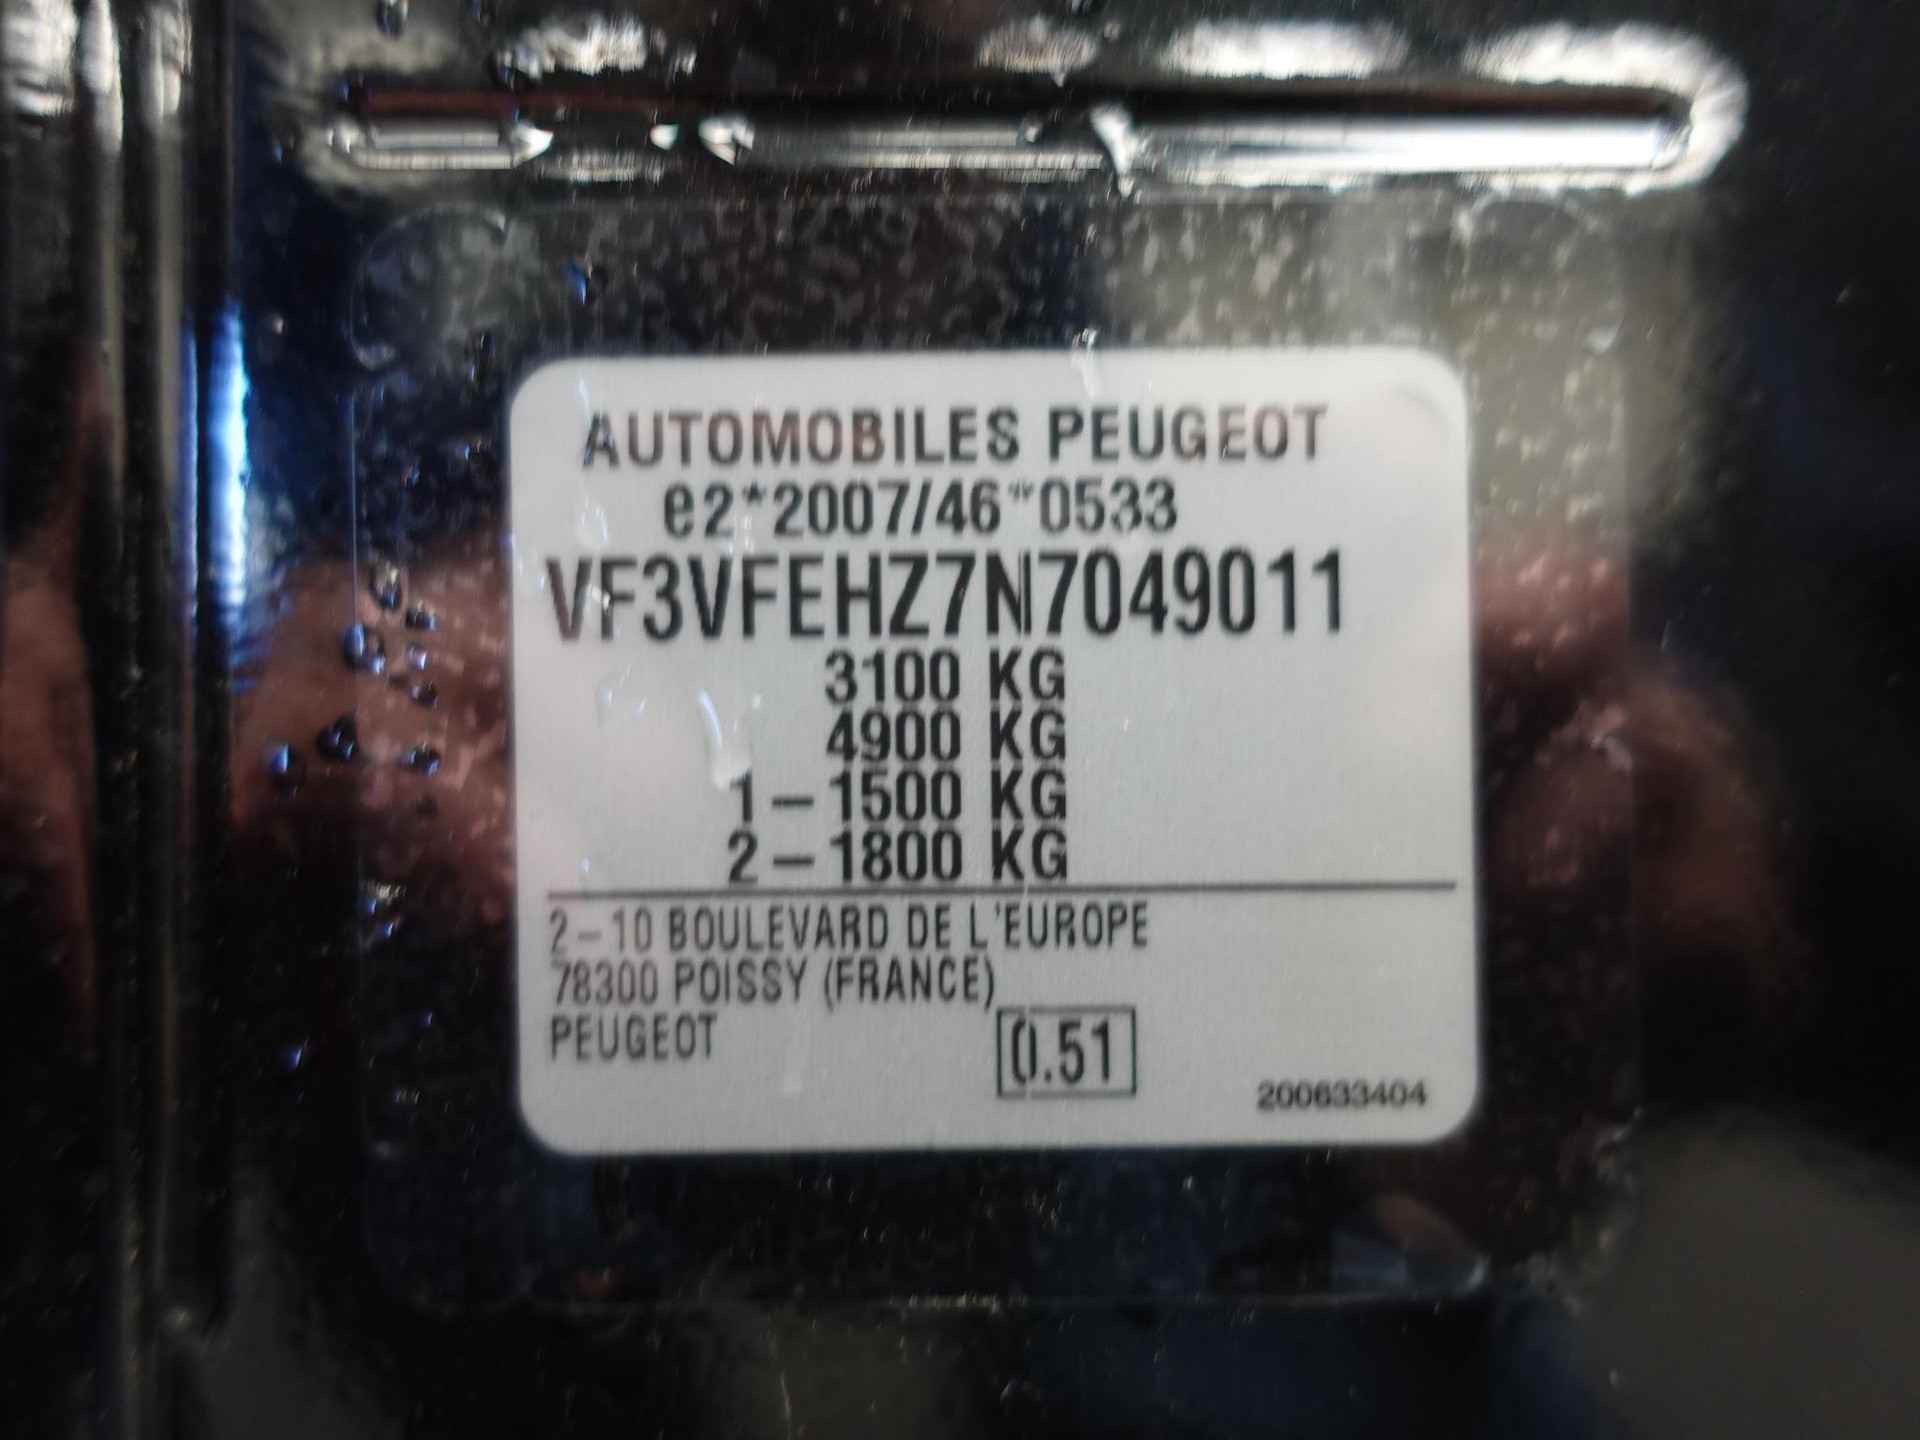 AUTOMOBILES PEUGEOT
e2*2007/46*0533
VF3VFEHZ7N7049011
3100 KG
4900 KG
1-1500 KG
2-1800 KG
2-10 BOULEVARD DE L'EUROPE
78300 POISSY (FRANCE)
PEUGEOT
0.51
200633404